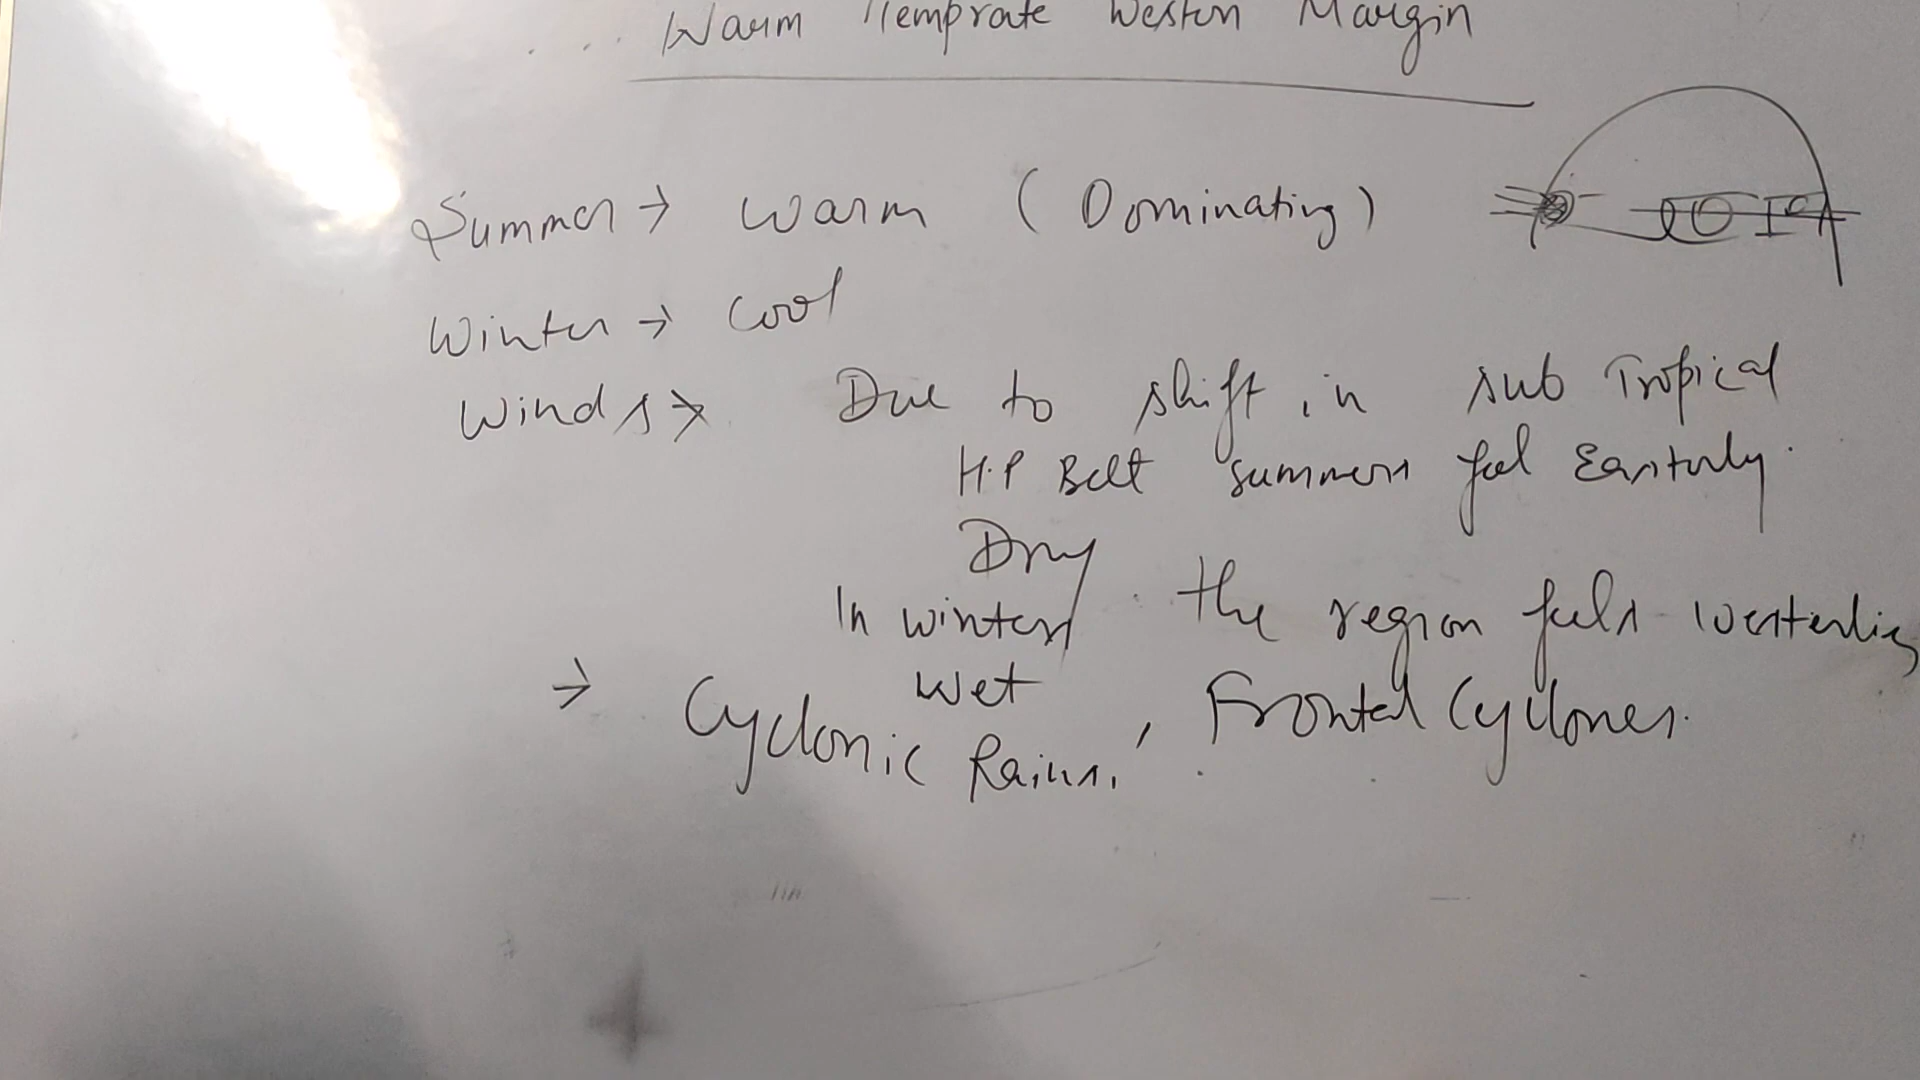 Warm Temprate Western Margin
Summer → Warm (Dominating)
Winter → Cool
Winds → Due to shift in sub Tropical
H.P Belt summers feel Easterly.
Dry
In winters the region feels westerlies
Wet
→ Cyclonic Rains, Frontal Cyclones.